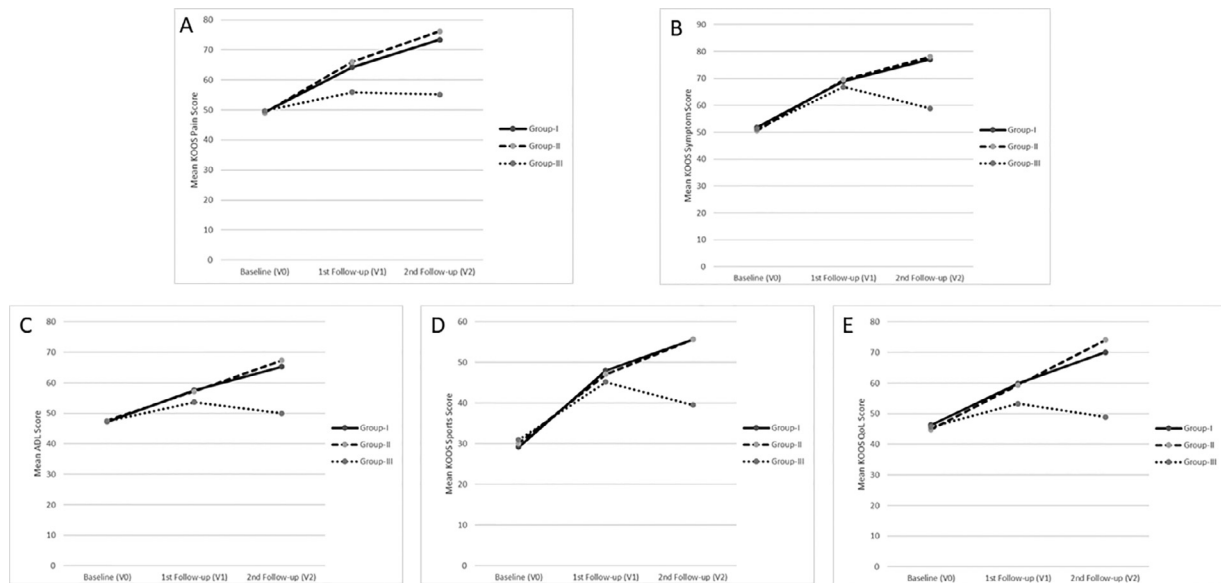 A
Mean KOOS Pain Score
80
70
60
50
40
30
20
10
0
Baseline (V0) 1st Follow-up (V1) 2nd Follow-up (V2)
Group-I
Group-II
Group-III
B
Mean KOOS Symptom Score
90
80
70
60
50
40
30
20
10
0
Baseline (V0) 1st Follow-up (V1) 2nd Follow-up (V2)
Group-I
Group-II
Group-III
C
Mean ADL Score
80
70
60
50
40
30
20
10
0
Baseline (V0) 1st Follow-up (V1) 2nd Follow-up (V2)
Group-I
Group-II
Group-III
D
Mean KOOS Sports Score
60
50
40
30
20
10
0
Baseline (V0) 1st Follow-up (V1) 2nd Follow-up (V2)
Group-I
Group-II
Group-III
E
Mean KOOS QoL Score
80
70
60
50
40
30
20
10
0
Baseline (V0) 1st Follow-up (V1) 2nd Follow-up (V2)
Group-I
Group-II
Group-III